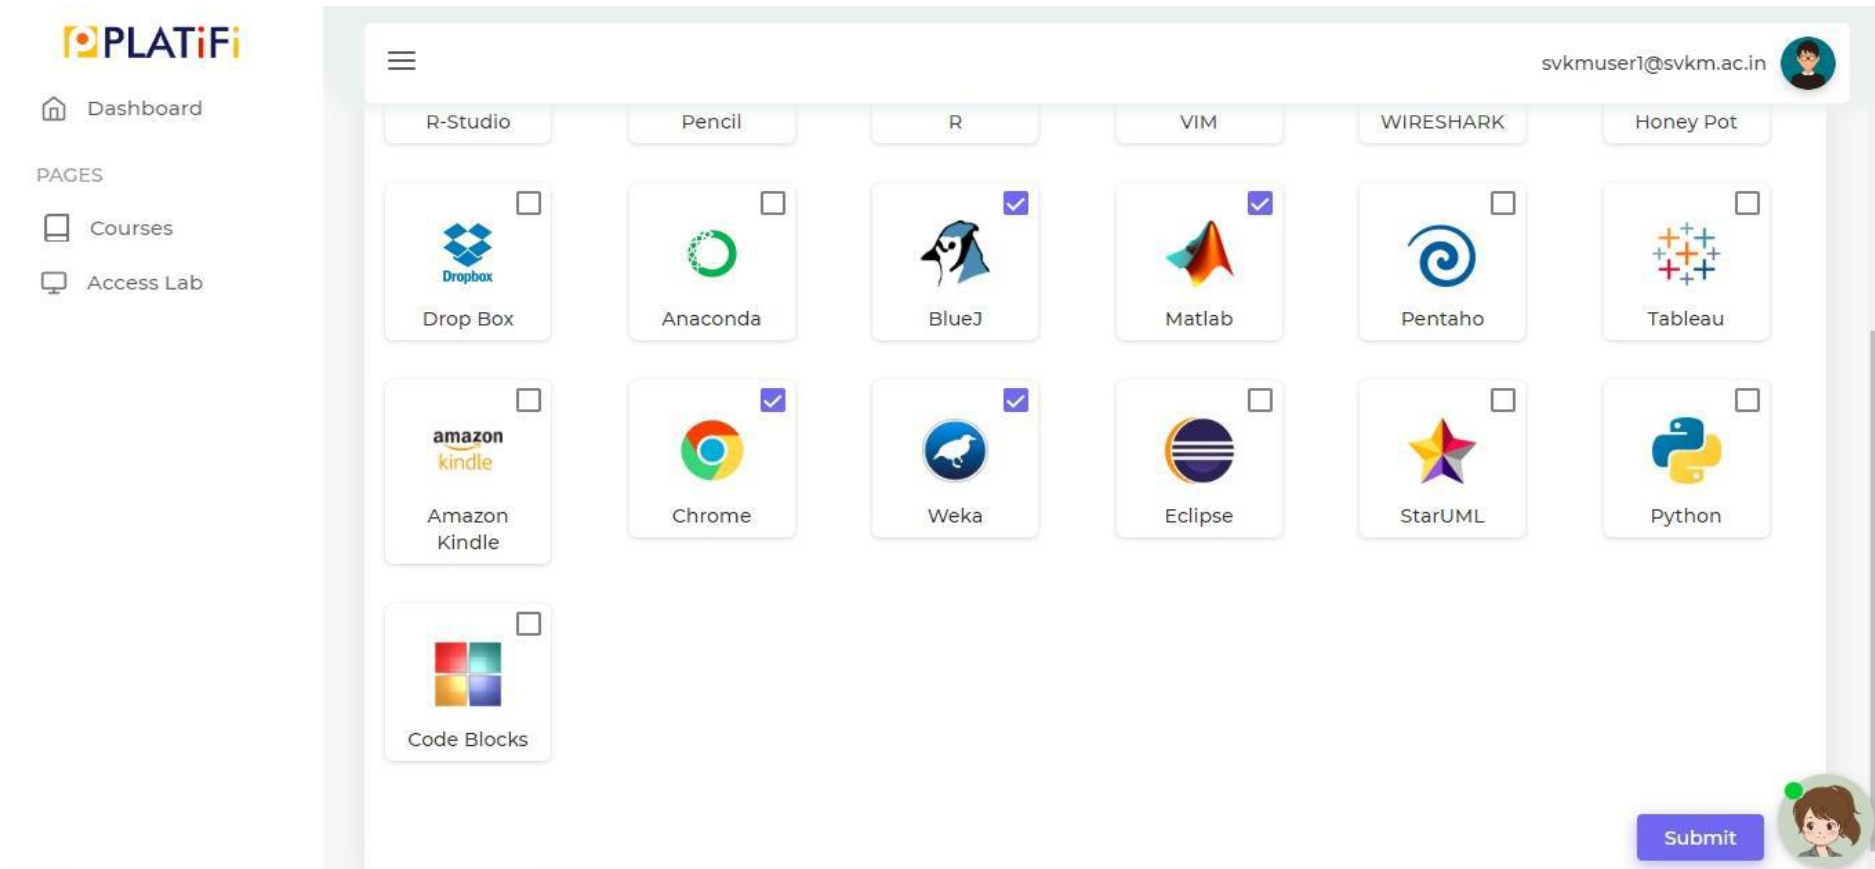 PLATiFi
svkmuser1@svkm.ac.in
Dashboard
PAGES
Courses
Access Lab
R-Studio
Pencil
R
VIM
WIRESHARK
Honey Pot
Dropbox
Drop Box
Anaconda
BlueJ
Matlab
Pentaho
Tableau
amazon
kindle
Amazon
Kindle
Chrome
Weka
Eclipse
StarUML
Python
Code Blocks
Submit